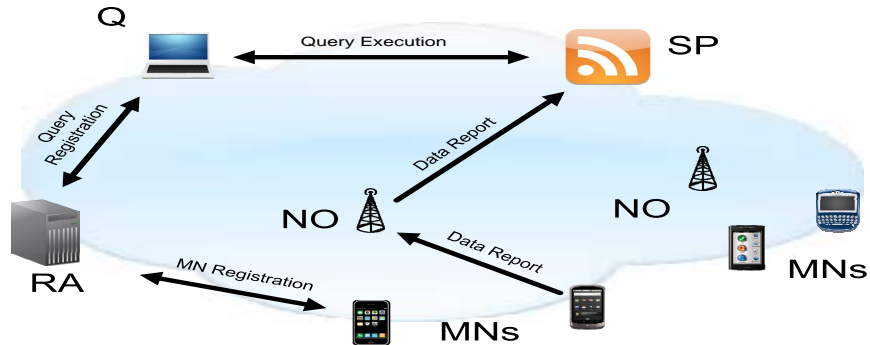 Q
Query Execution
SP
Query
Registration
Data Report
NO
NO
RA
MN Registration
Data Report
MNs
MNs